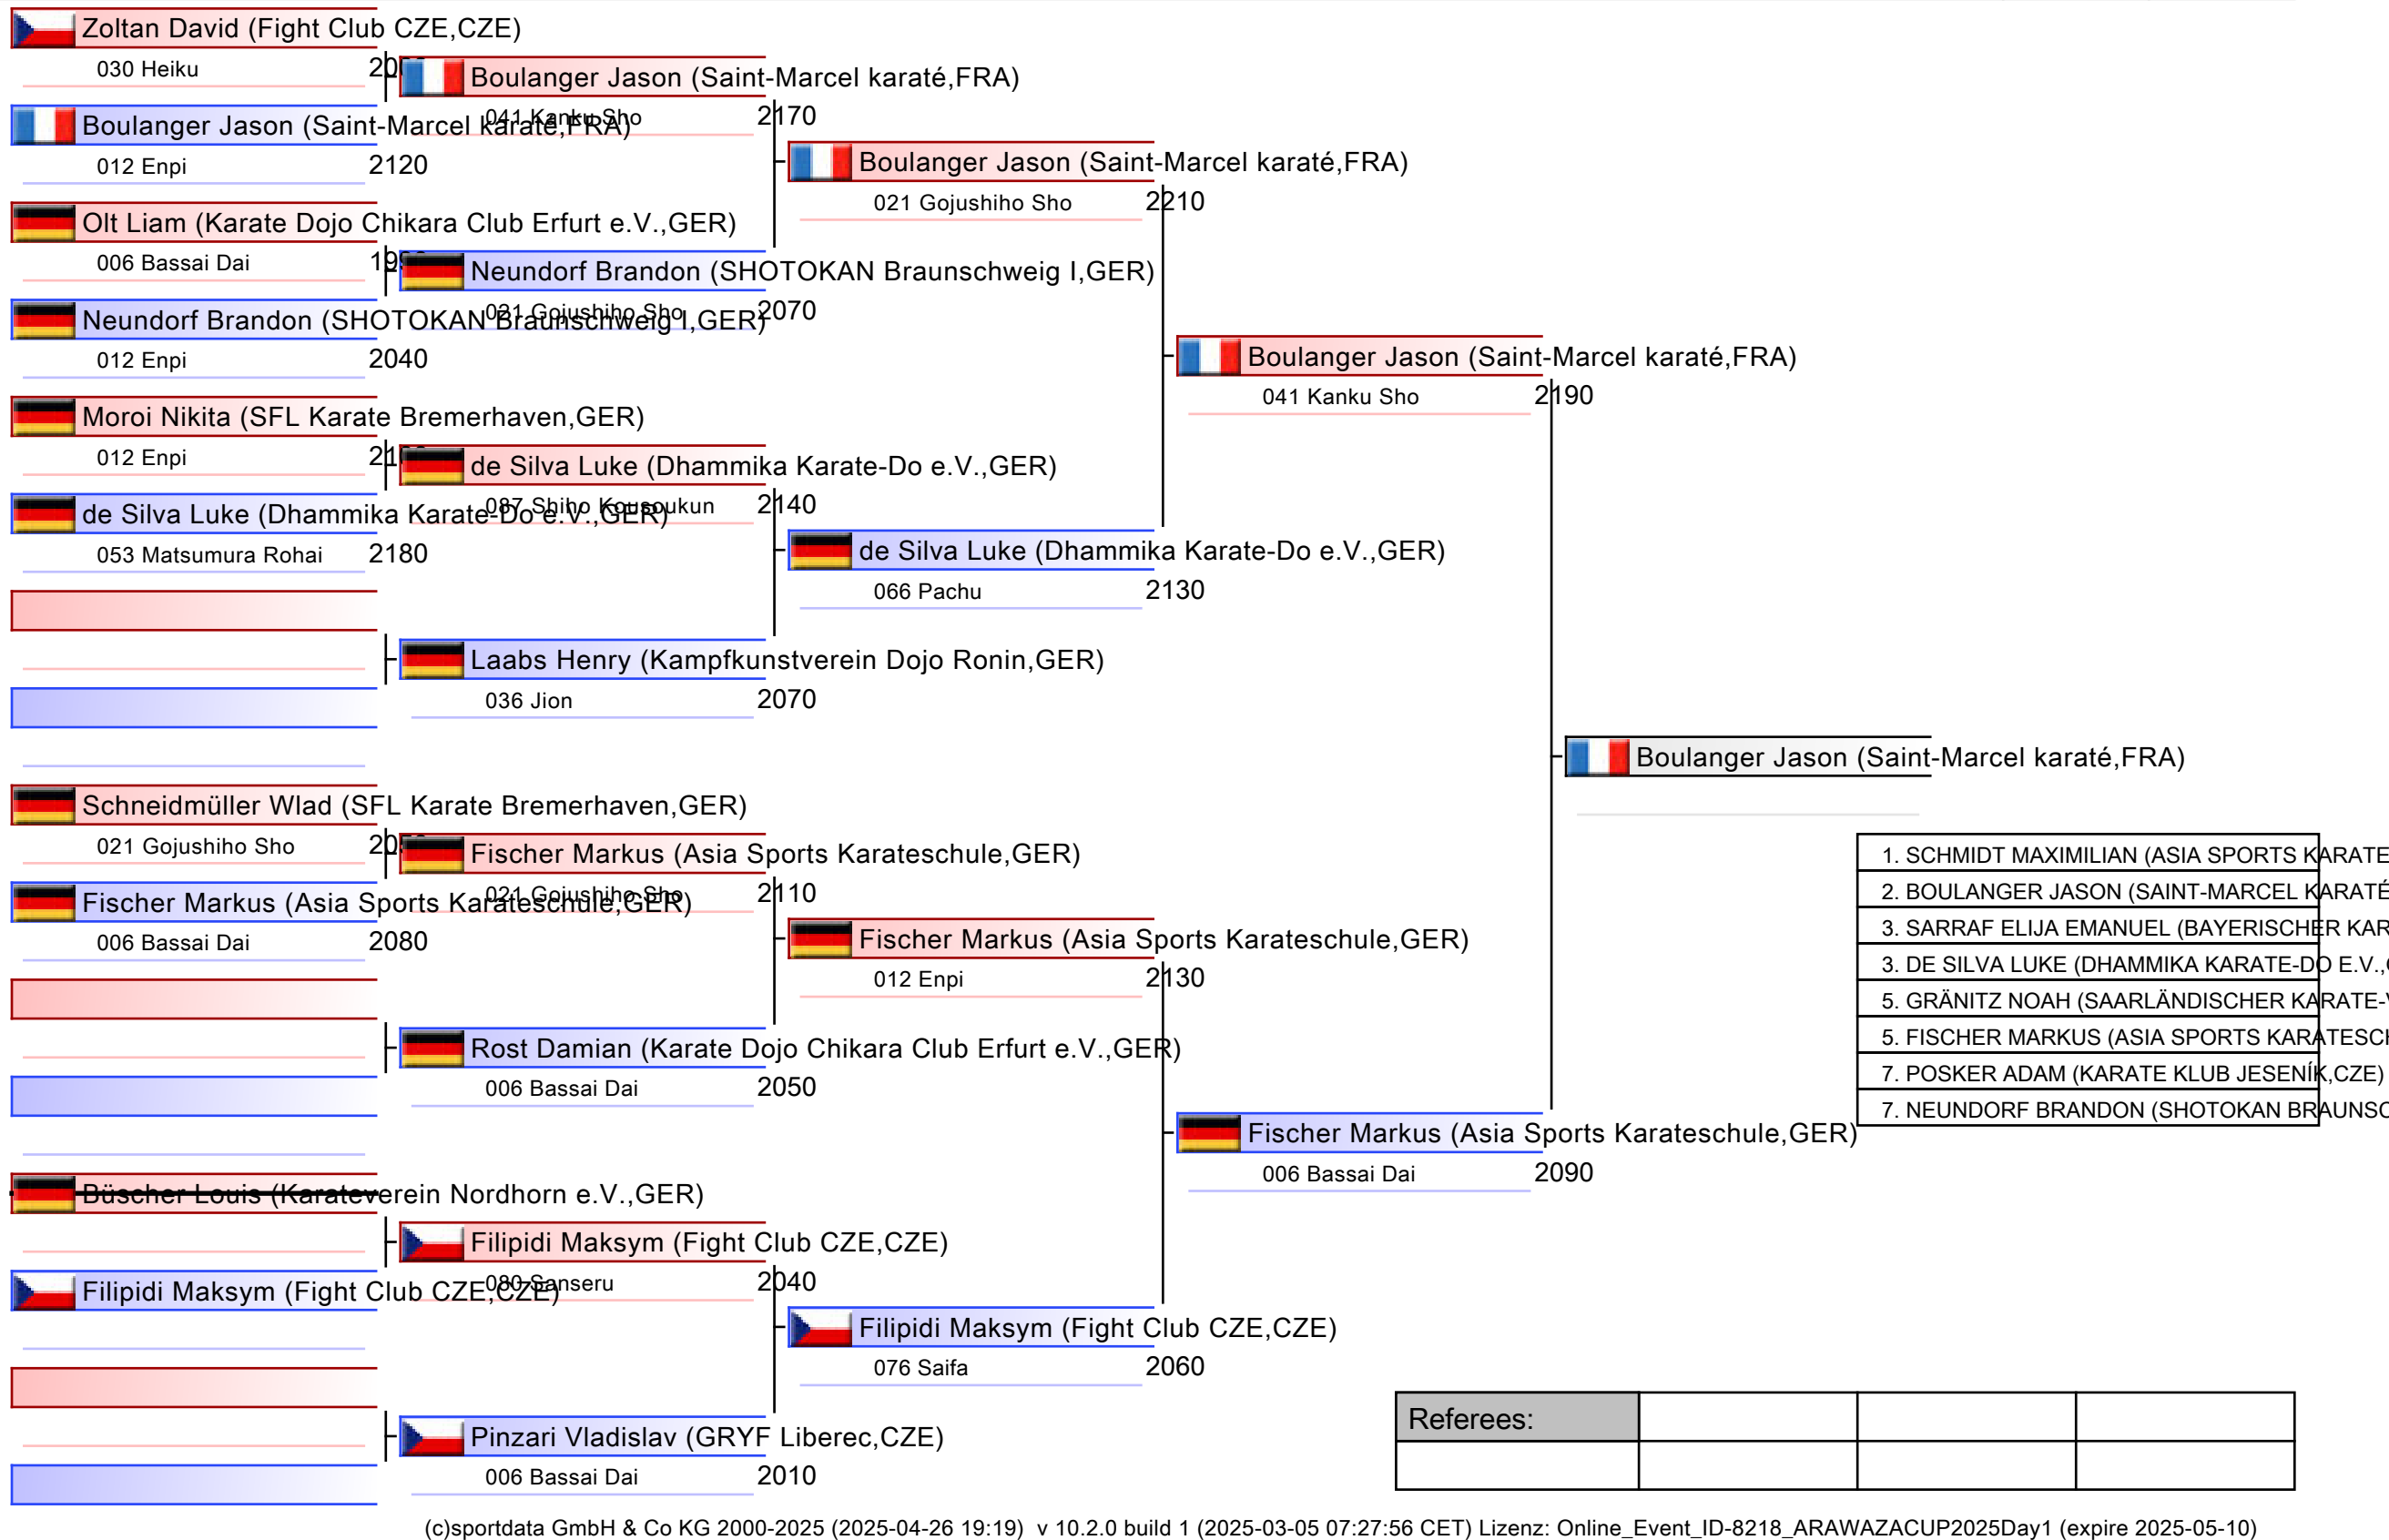 Zoltan David (Fight Club CZE,CZE)
030 Heiku
Boulanger Jason (Saint-Marcel karaté,FRA)
012 Enpi 2120
Olt Liam (Karate Dojo Chikara Club Erfurt e.V.,GER)
006 Bassai Dai
Neundorf Brandon (SHOTOKAN Braunschweig I,GER)
012 Enpi 2040
Moroi Nikita (SFL Karate Bremerhaven,GER)
012 Enpi
de Silva Luke (Dhammika Karate-Do e.V.,GER)
053 Matsumura Rohai 2180
Schneidmüller Wlad (SFL Karate Bremerhaven,GER)
021 Gojushiho Sho
Fischer Markus (Asia Sports Karateschule,GER)
006 Bassai Dai 2080
Büscher Louis (Karateverein Nordhorn e.V.,GER)
Filipidi Maksym (Fight Club CZE,CZE)
Boulanger Jason (Saint-Marcel karaté,FRA)
041 Kanku Sho 2170
Neundorf Brandon (SHOTOKAN Braunschweig I,GER)
021 Gojushiho Sho 2070
de Silva Luke (Dhammika Karate-Do e.V.,GER)
087 Shiho Kousoukun 2140
Laabs Henry (Kampfkunstverein Dojo Ronin,GER)
036 Jion 2070
Fischer Markus (Asia Sports Karateschule,GER)
021 Gojushiho Sho 2110
Rost Damian (Karate Dojo Chikara Club Erfurt e.V.,GER)
006 Bassai Dai 2050
Filipidi Maksym (Fight Club CZE,CZE)
080 Sanseru 2040
Pinzari Vladislav (GRYF Liberec,CZE)
006 Bassai Dai 2010
Boulanger Jason (Saint-Marcel karaté,FRA)
021 Gojushiho Sho 2210
de Silva Luke (Dhammika Karate-Do e.V.,GER)
066 Pachu 2130
Fischer Markus (Asia Sports Karateschule,GER)
012 Enpi 2130
Filipidi Maksym (Fight Club CZE,CZE)
076 Saifa 2060
Boulanger Jason (Saint-Marcel karaté,FRA)
041 Kanku Sho 2190
Fischer Markus (Asia Sports Karateschule,GER)
006 Bassai Dai 2090
Boulanger Jason (Saint-Marcel karaté,FRA)
1. SCHMIDT MAXIMILIAN (ASIA SPORTS KARATE
2. BOULANGER JASON (SAINT-MARCEL KARATÉ
3. SARRAF ELIJA EMANUEL (BAYERISCHER KAR
3. DE SILVA LUKE (DHAMMIKA KARATE-DO E.V.,
5. GRÄNITZ NOAH (SAARLÄNDISCHER KARATE-
5. FISCHER MARKUS (ASIA SPORTS KARATESCH
7. POSKER ADAM (KARATE KLUB JESENÍK,CZE)
7. NEUNDORF BRANDON (SHOTOKAN BRAUNSC
Referees:
(c)sportdata GmbH & Co KG 2000-2025 (2025-04-26 19:19) v 10.2.0 build 1 (2025-03-05 07:27:56 CET) Lizenz: Online_Event_ID-8218_ARAWAZACUP2025Day1 (expire 2025-05-10)